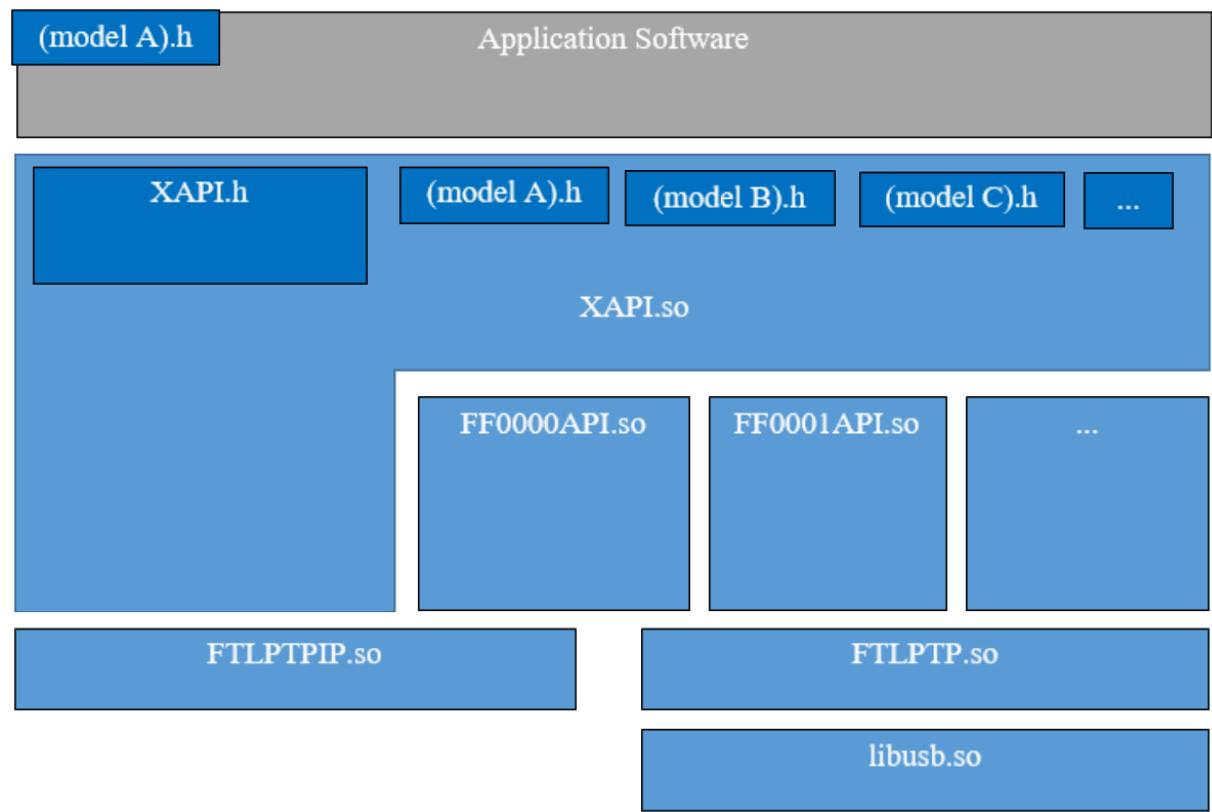 (model A).h
Application Software
XAPI.h
(model A).h
(model B).h
(model C).h
...
XAPI.so
FF0000API.so
FF0001API.so
...
FTLPTPIP.so
FTLPTP.so
libusb.so